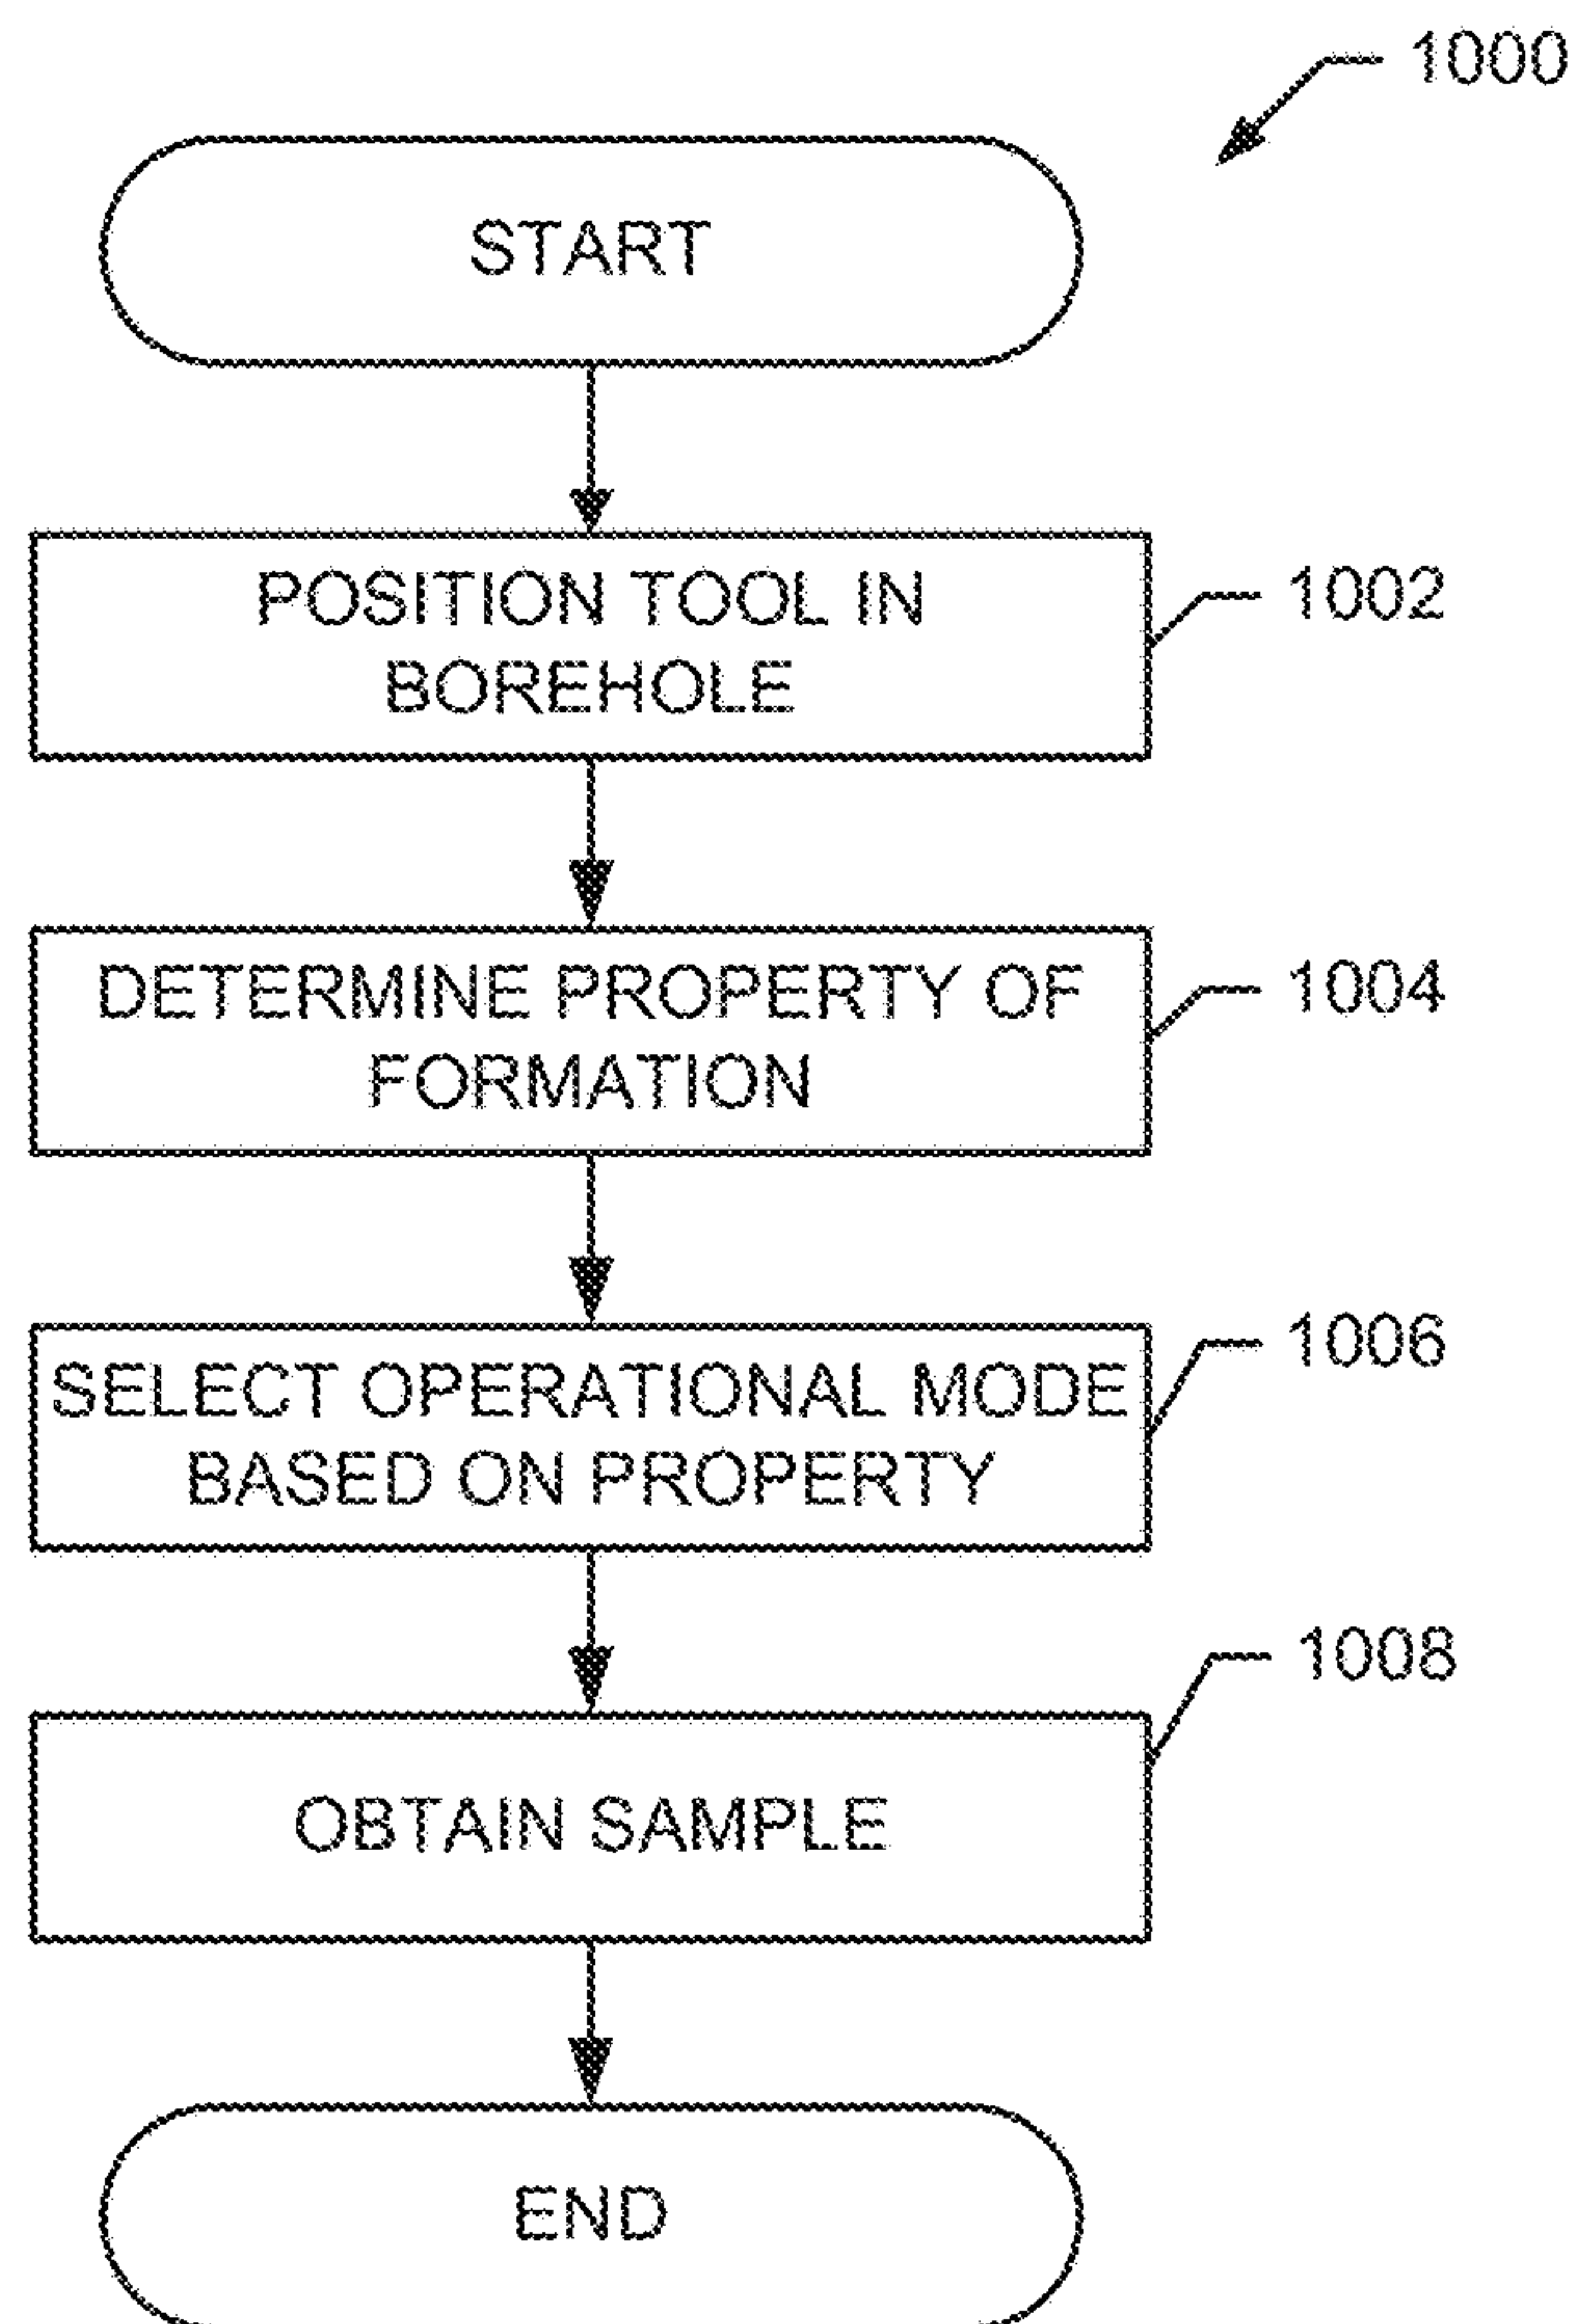 1000
START
POSITION TOOL IN
BOREHOLE
1002
DETERMINE PROPERTY OF
FORMATION
1004
SELECT OPERATIONAL MODE
BASED ON PROPERTY
1006
OBTAIN SAMPLE
1008
END